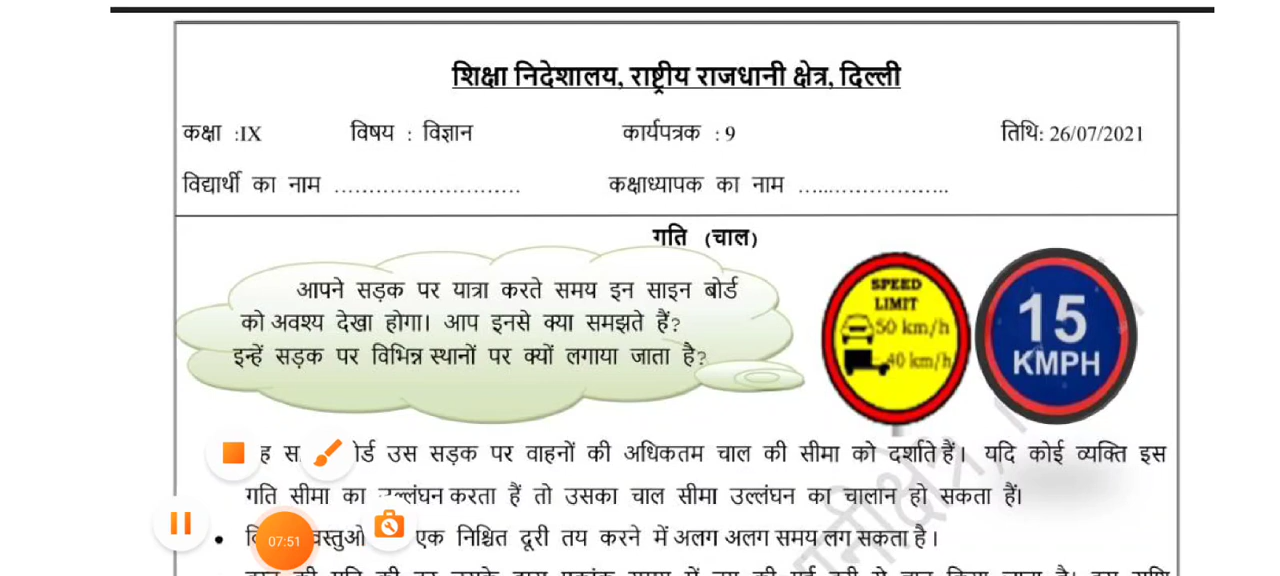 शिक्षा निदेशालय, राष्ट्रीय राजधानी क्षेत्र, दिल्ली
कक्षा :IX विषय : विज्ञान कार्यपत्रक : 9 तिथि: 26/07/2021
विद्यार्थी का नाम ........................... कक्षाध्यापक का नाम ......................
गति (चाल)
आपने सड़क पर यात्रा करते समय इन साइन बोर्ड
को अवश्य देखा होगा। आप इनसे क्या समझते हैं?
इन्हें सड़क पर विभिन्न स्थानों पर क्यों लगाया जाता है?
SPEED
LIMIT
50 km/h
40 km/h
15
KMPH
उस सड़क पर वाहनों की अधिकतम चाल की सीमा को दर्शाते हैं। यदि कोई व्यक्ति इस
गति सीमा का उल्लंघन करता हैं तो उसका चाल सीमा उल्लंघन का चालान हो सकता हैं।
एक निश्चित दूरी तय करने में अलग अलग समय लग सकता है।
07:51